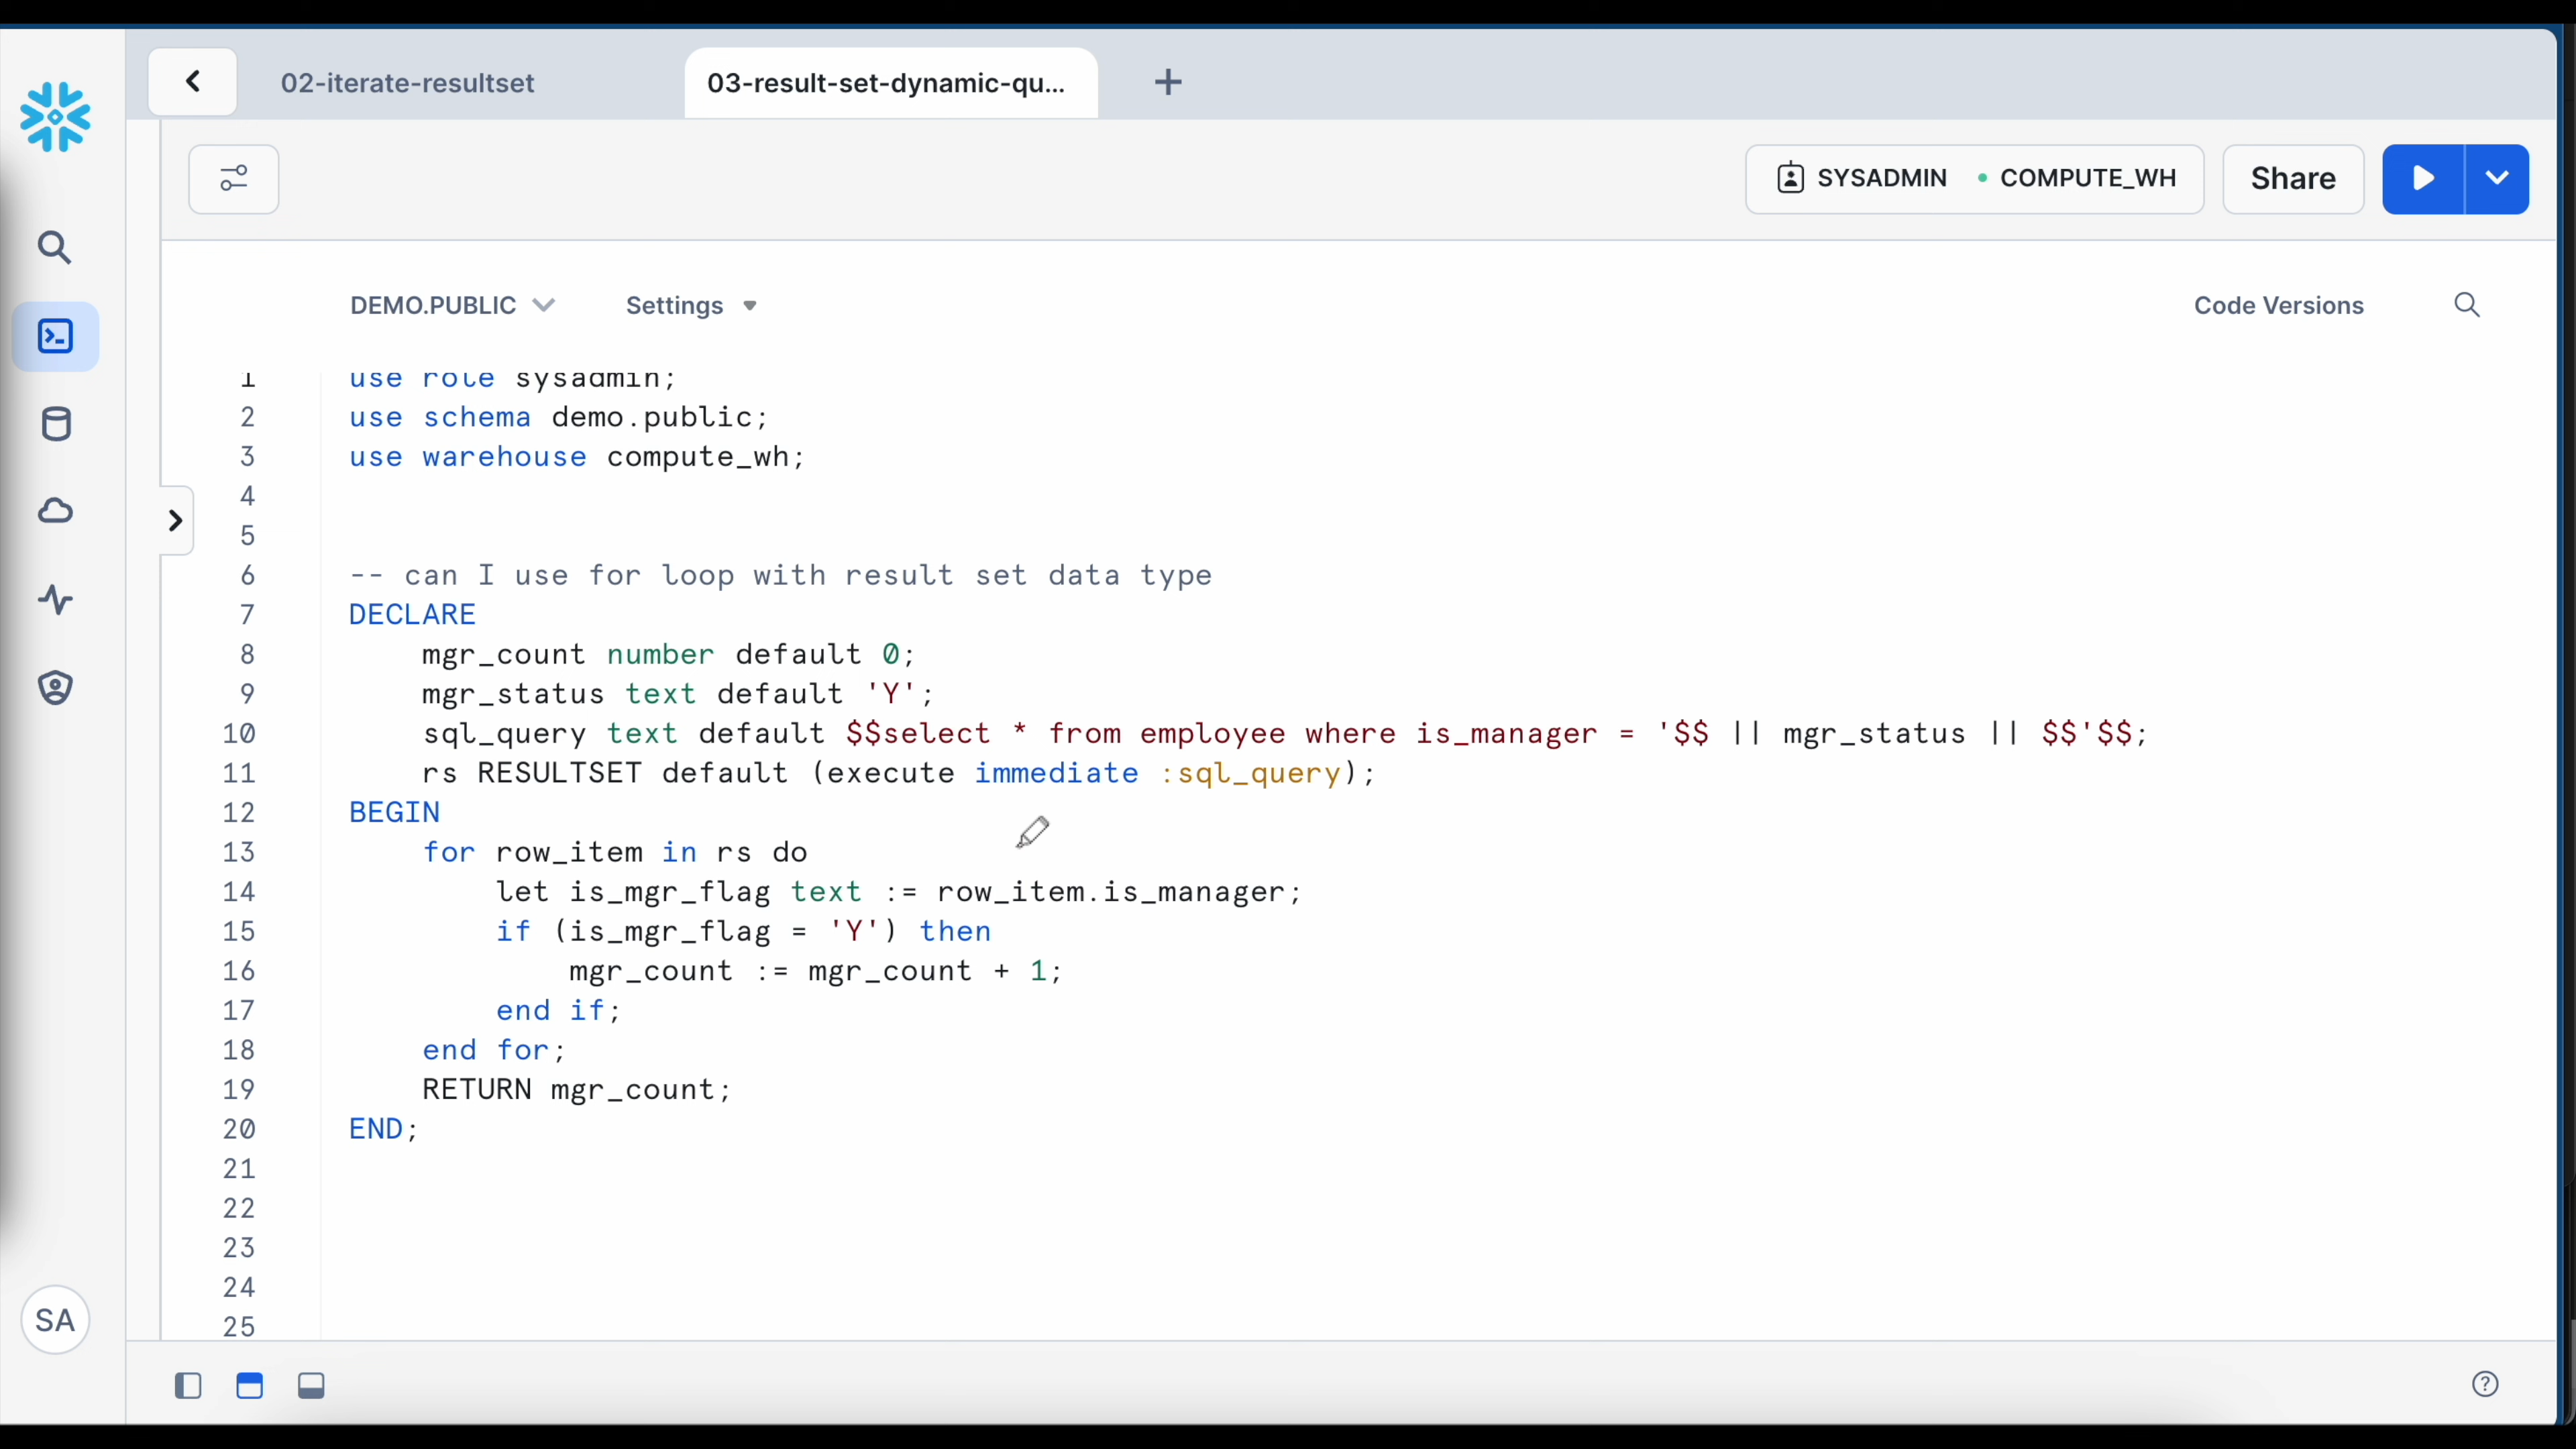 02-iterate-resultset
03-result-set-dynamic-qu...
SYSADMIN
COMPUTE_WH
Share
DEMO.PUBLIC
Settings
Code Versions
1 use role sysadmin;
2 use schema demo.public;
3 use warehouse compute_wh;
4
5
6 -- can I use for loop with result set data type
7 DECLARE
8 mgr_count number default 0;
9 mgr_status text default 'Y';
10 sql_query text default $$select * from employee where is_manager = '$$ || mgr_status || $$'$$;
11 rs RESULTSET default (execute immediate :sql_query);
12 BEGIN
13 for row_item in rs do
14 let is_mgr_flag text := row_item.is_manager;
15 if (is_mgr_flag = 'Y') then
16 mgr_count := mgr_count + 1;
17 end if;
18 end for;
19 RETURN mgr_count;
20 END;
21
22
23
24
25
SA